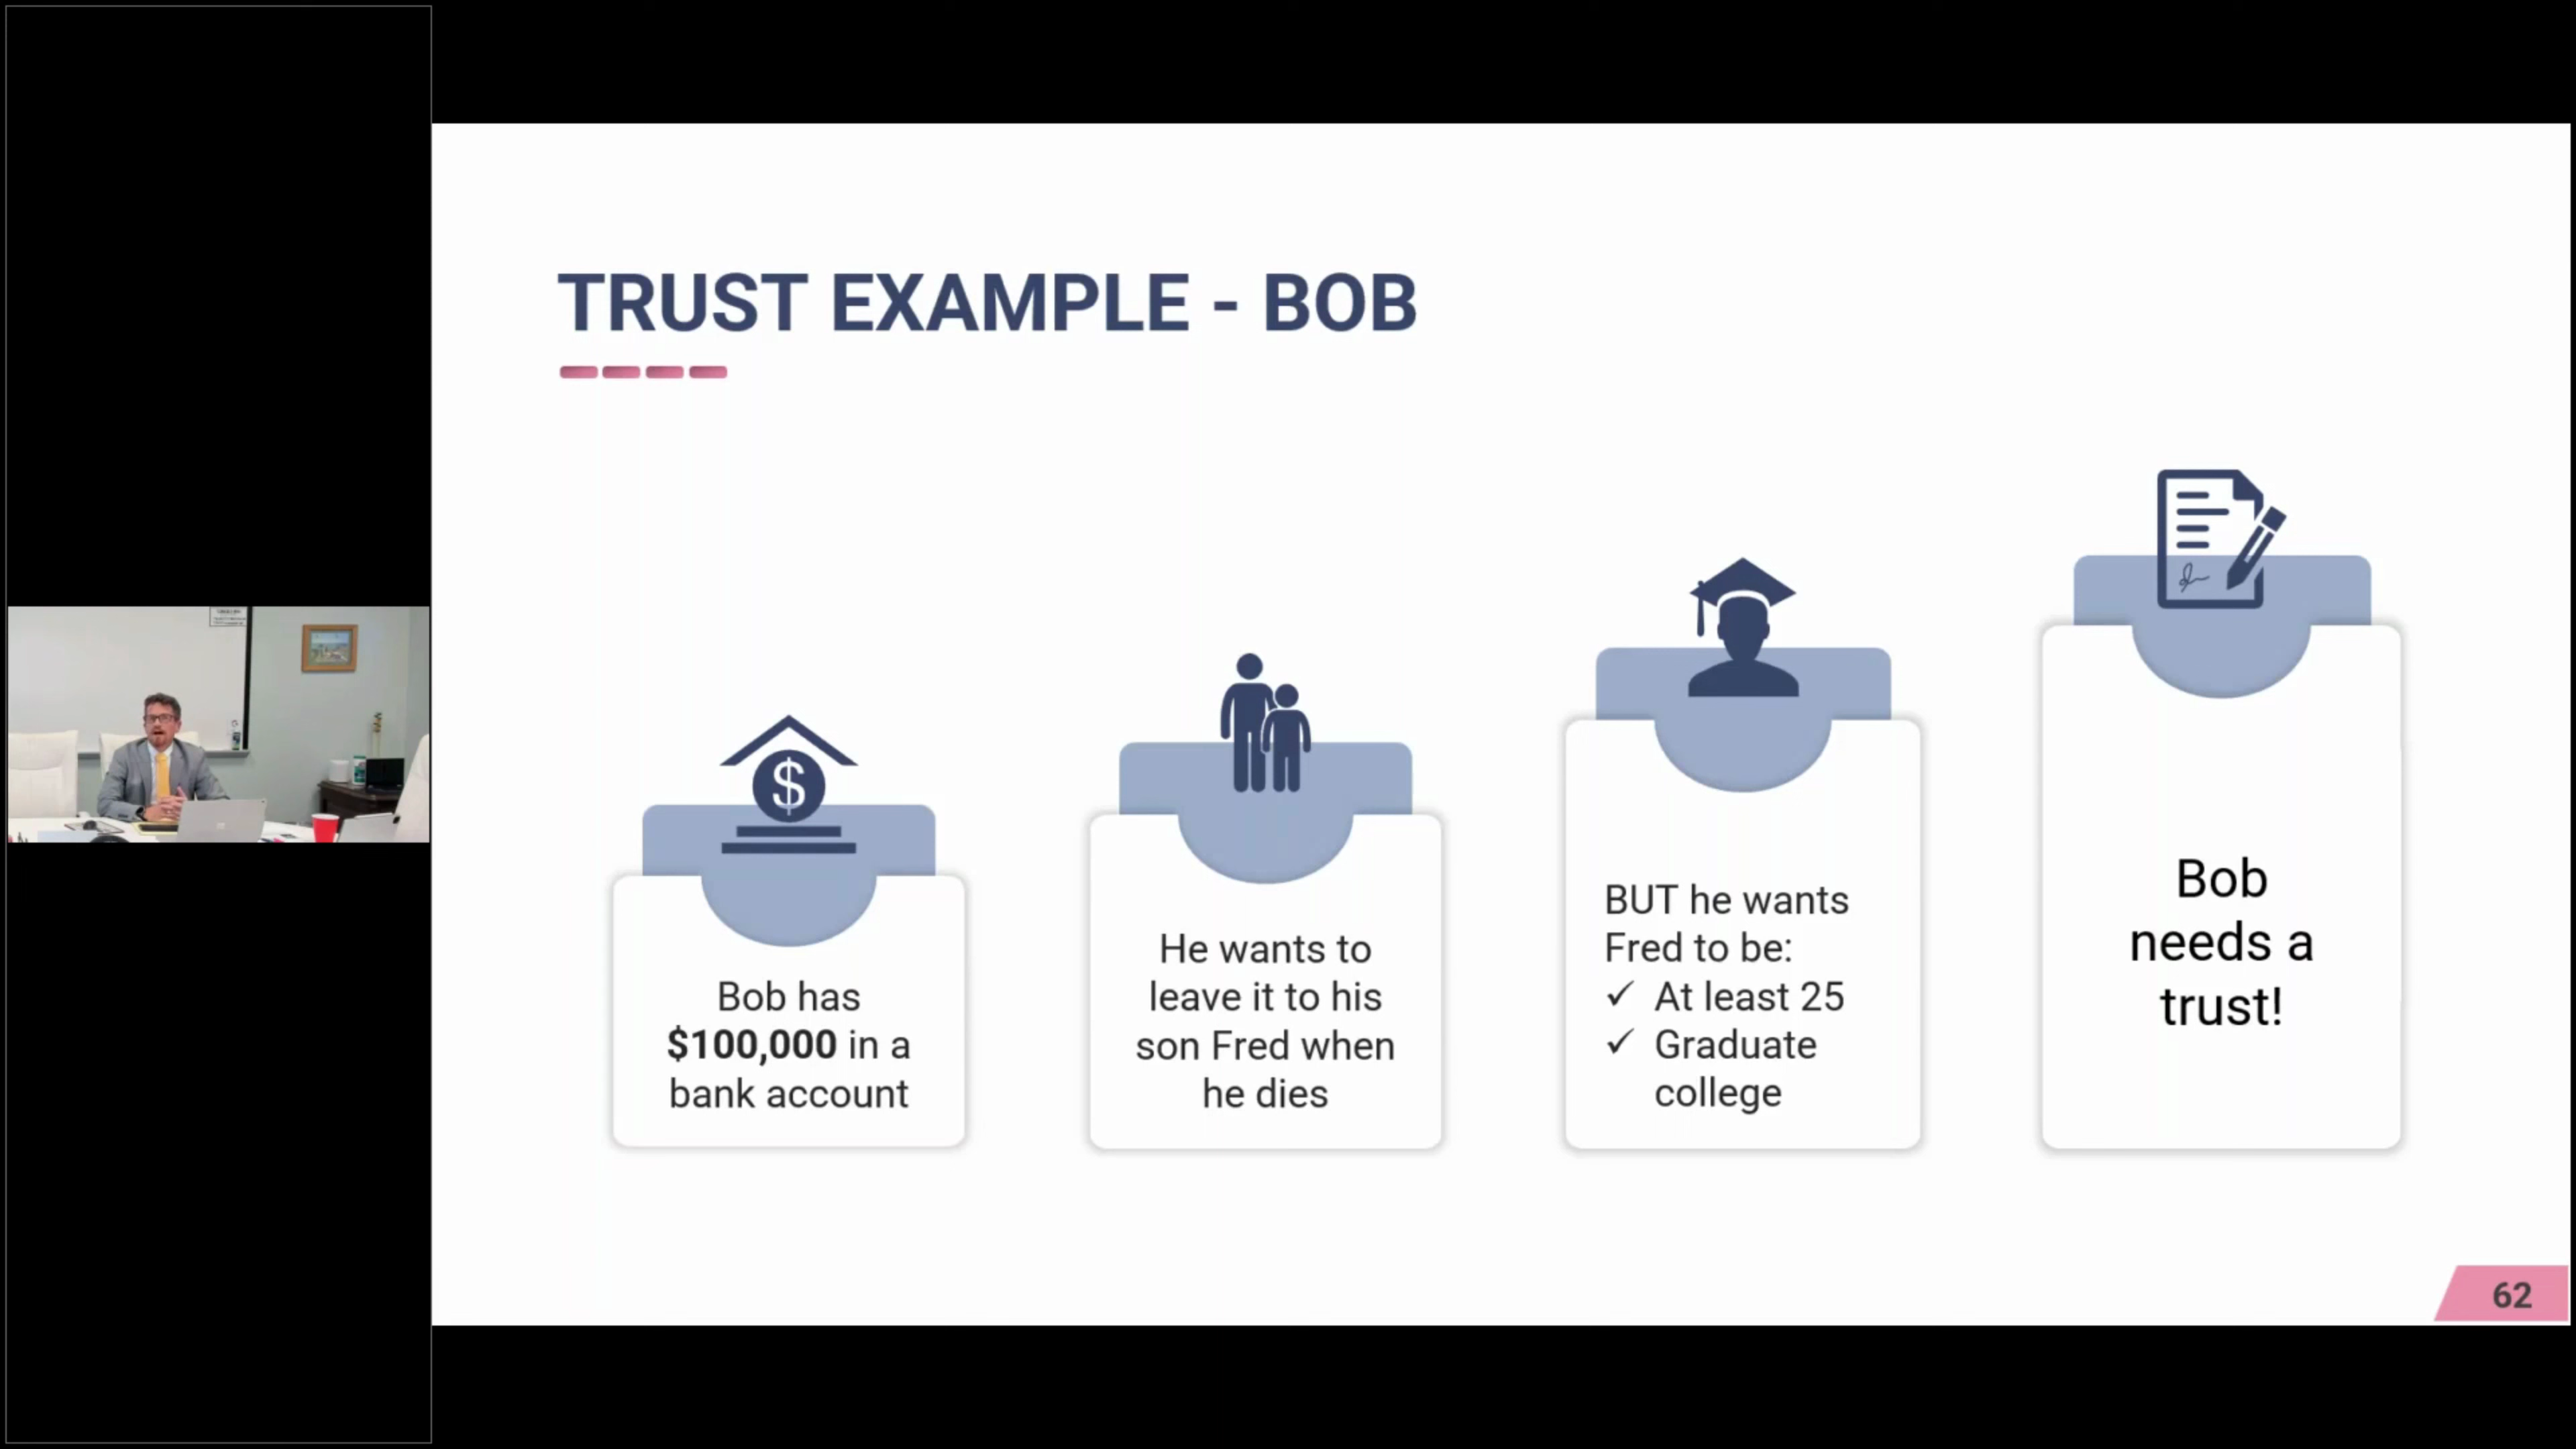 TRUST EXAMPLE - BOB
Bob has
$100,000 in a
bank account
He wants to
leave it to his
son Fred when
he dies
BUT he wants
Fred to be:
✓ At least 25
✓ Graduate
college
Bob
needs a
trust!
62